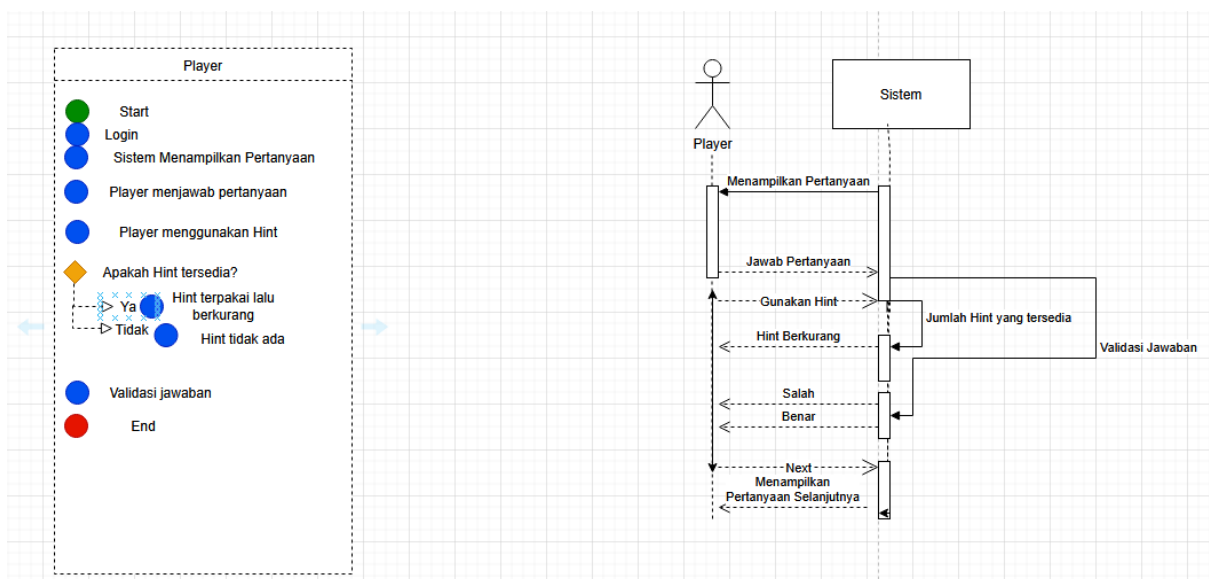 Player
Start
Login
Sistem Menampilkan Pertanyaan
Player menjawab pertanyaan
Player menggunakan Hint
Apakah Hint tersedia?
Ya
Hint terpakai lalu
berkurang
Tidak
Hint tidak ada
Validasi jawaban
End
Player
Sistem
Menampilkan Pertanyaan
Jawab Pertanyaan
Gunakan Hint
Jumlah Hint yang tersedia
Hint Berkurang
Validasi Jawaban
Salah
Benar
Next
Menampilkan
Pertanyaan Selanjutnya